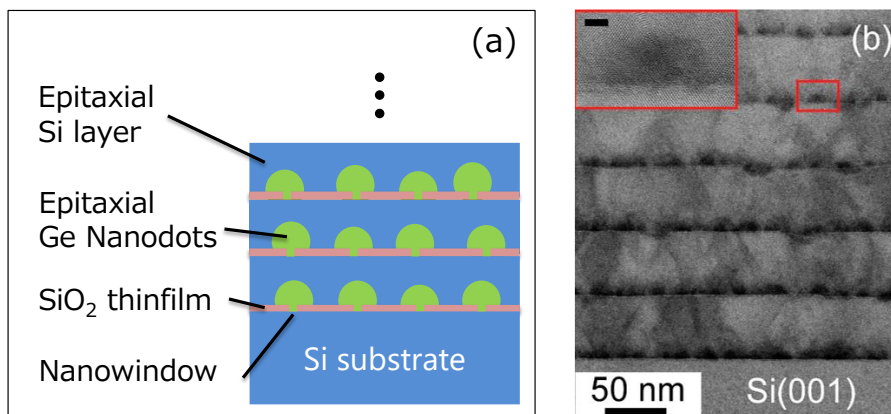 (a)
Epitaxial
Si layer
Epitaxial
Ge Nanodots
SiO₂ thinfilm
Nanowindow
Si substrate
(b)
50 nm
Si(001)